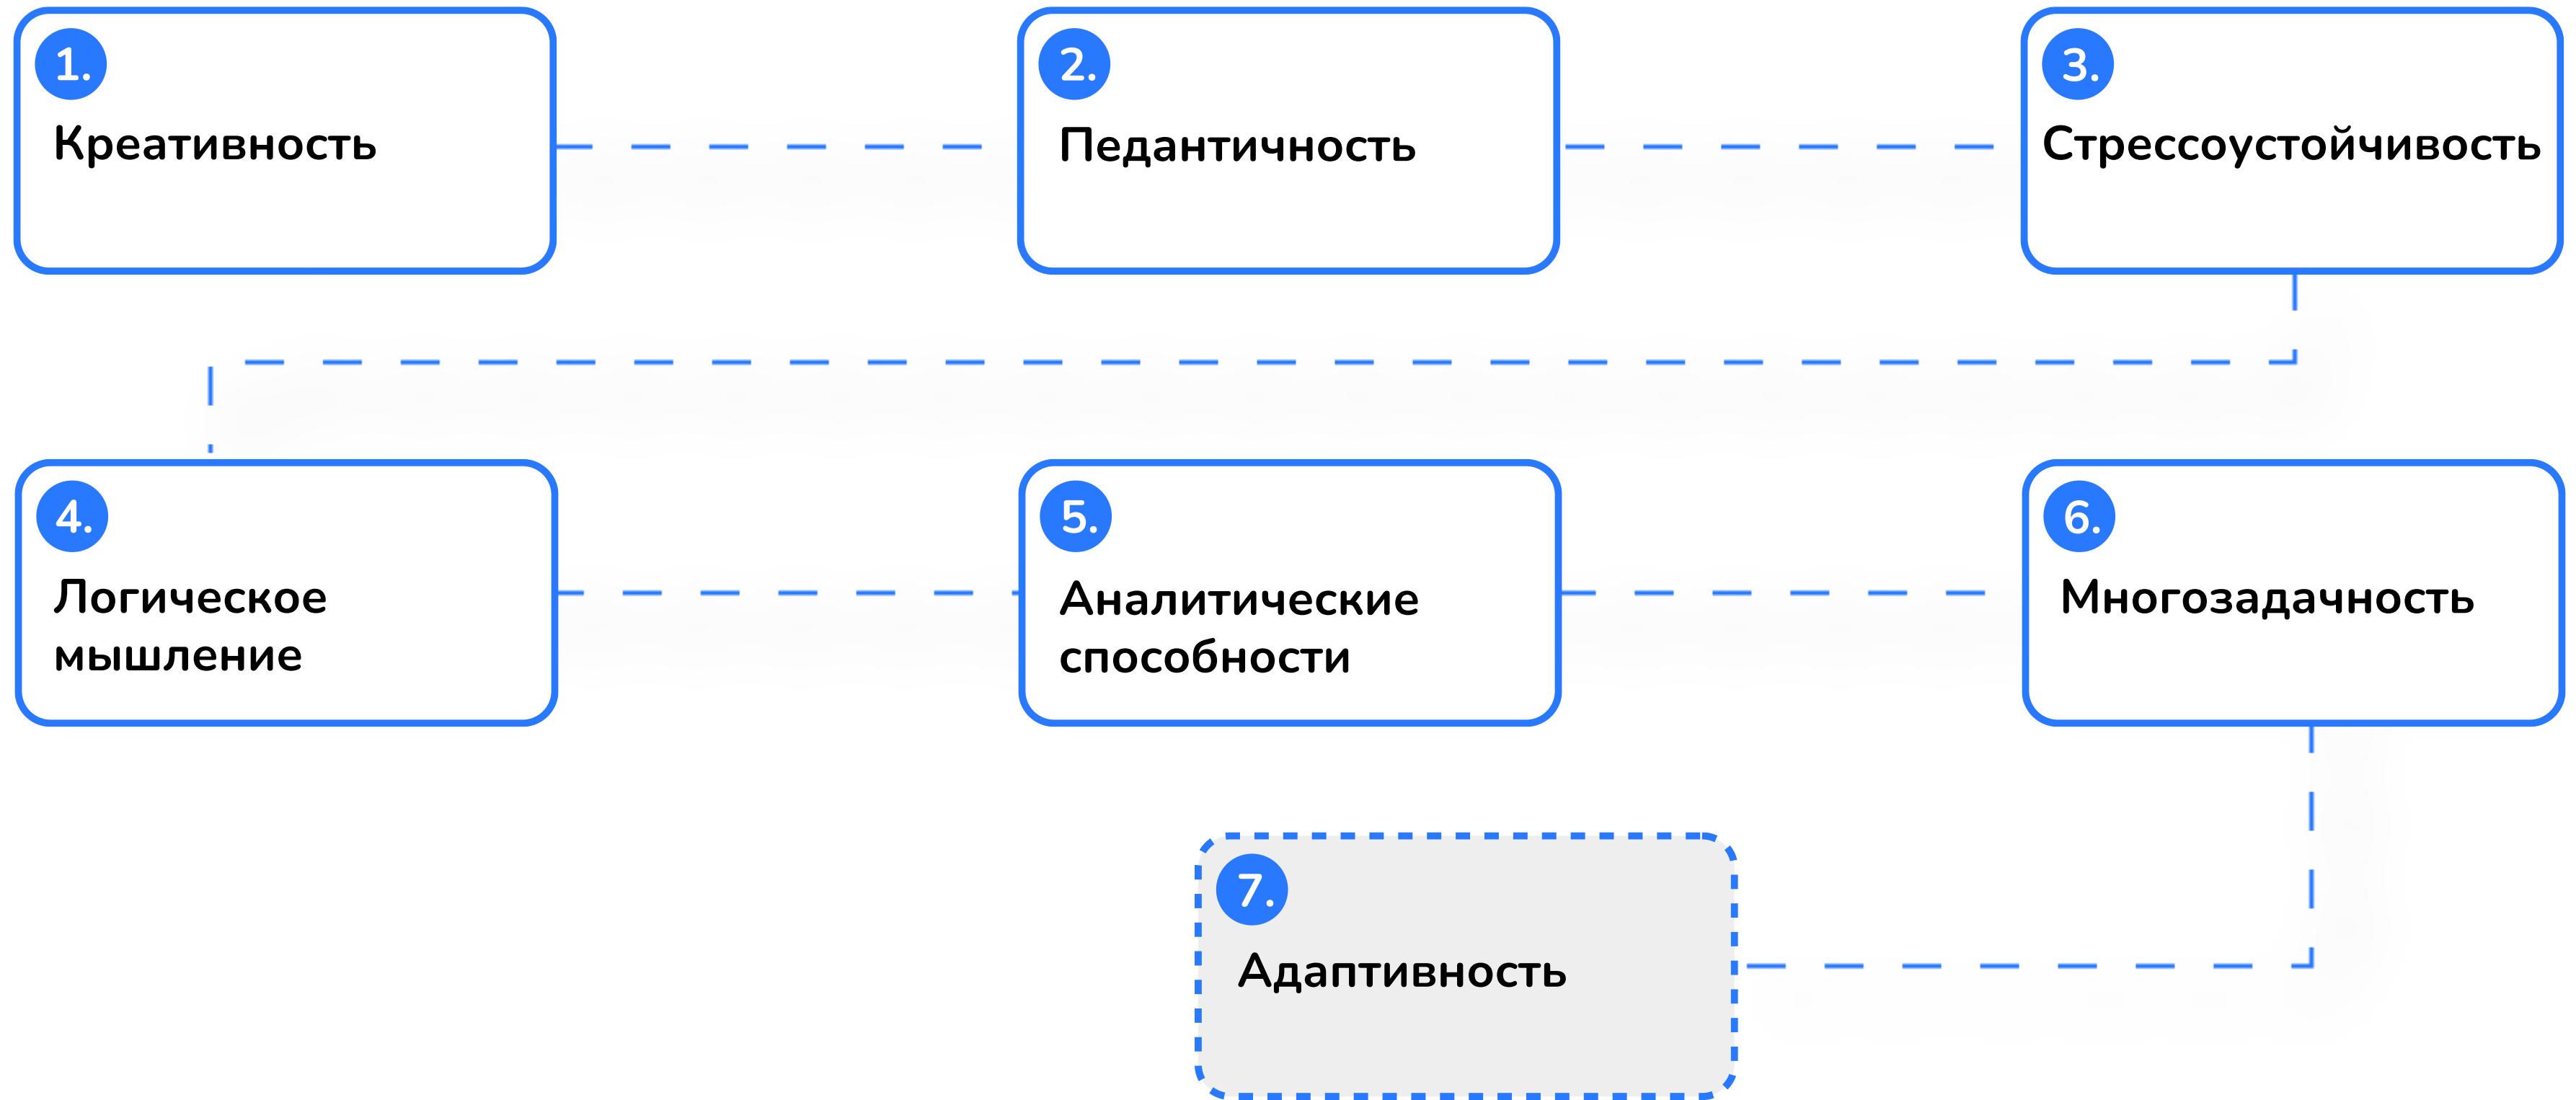 1.
Креативность
2.
Педантичность
3.
Стрессоустойчивость
4.
Логическое
мышление
5.
Аналитические
способности
6.
Многозадачность
7.
Адаптивность